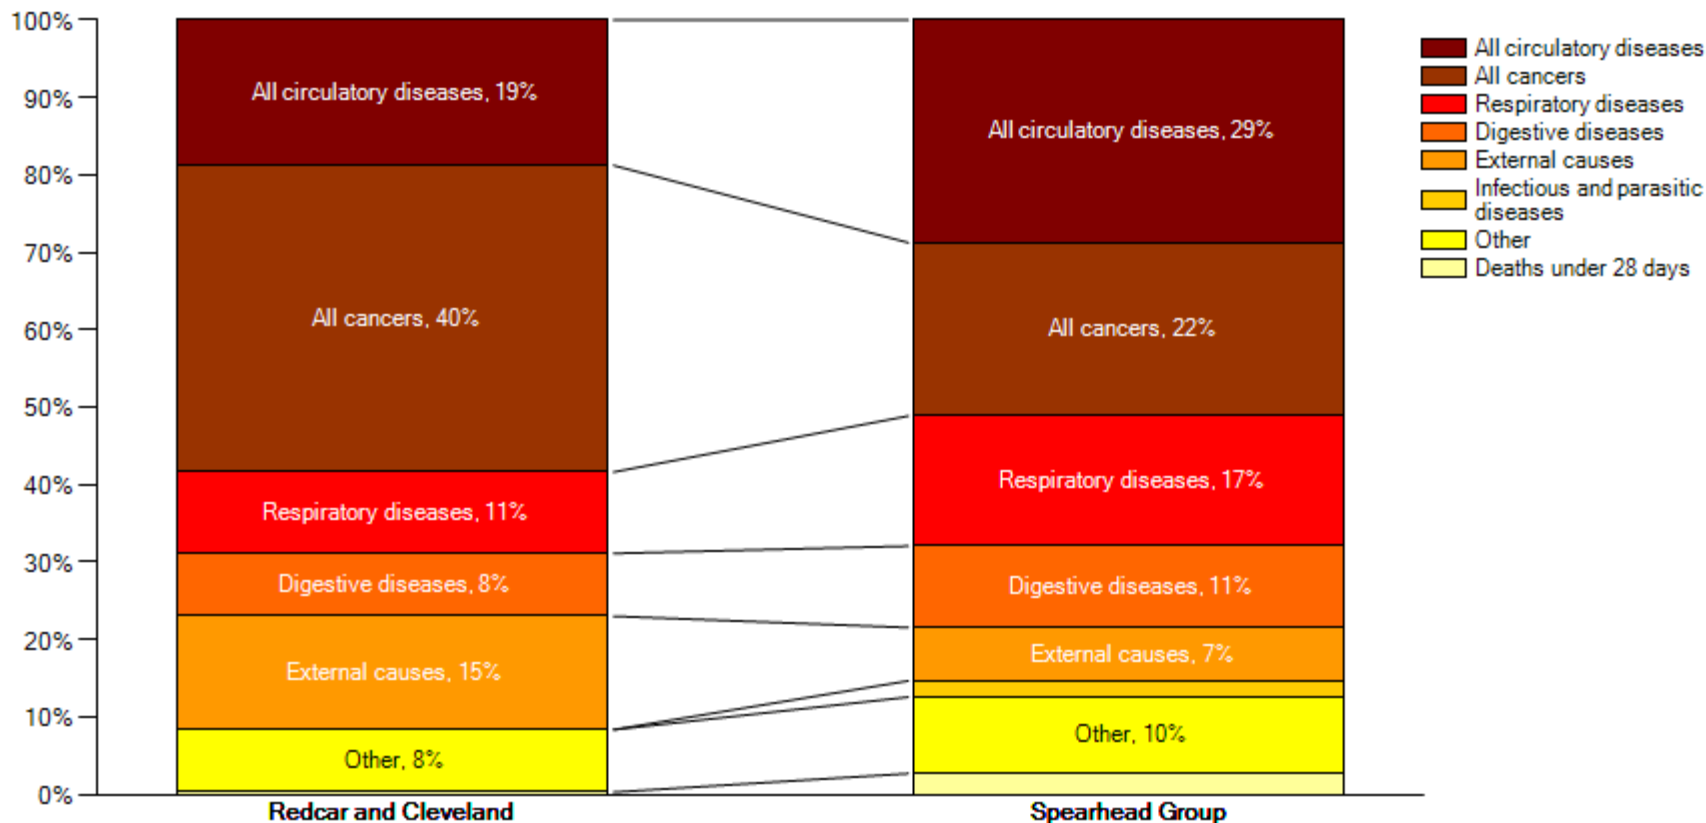 100%
90%
80%
70%
60%
50%
40%
30%
20%
10%
0%
All circulatory diseases, 19%
All cancers, 40%
Respiratory diseases, 11%
Digestive diseases, 8%
External causes, 15%
Other, 8%
Redcar and Cleveland
All circulatory diseases, 29%
All cancers, 22%
Respiratory diseases, 17%
Digestive diseases, 11%
External causes, 7%
Other, 10%
Spearhead Group
All circulatory diseases
All cancers
Respiratory diseases
Digestive diseases
External causes
Infectious and parasitic
diseases
Other
Deaths under 28 days